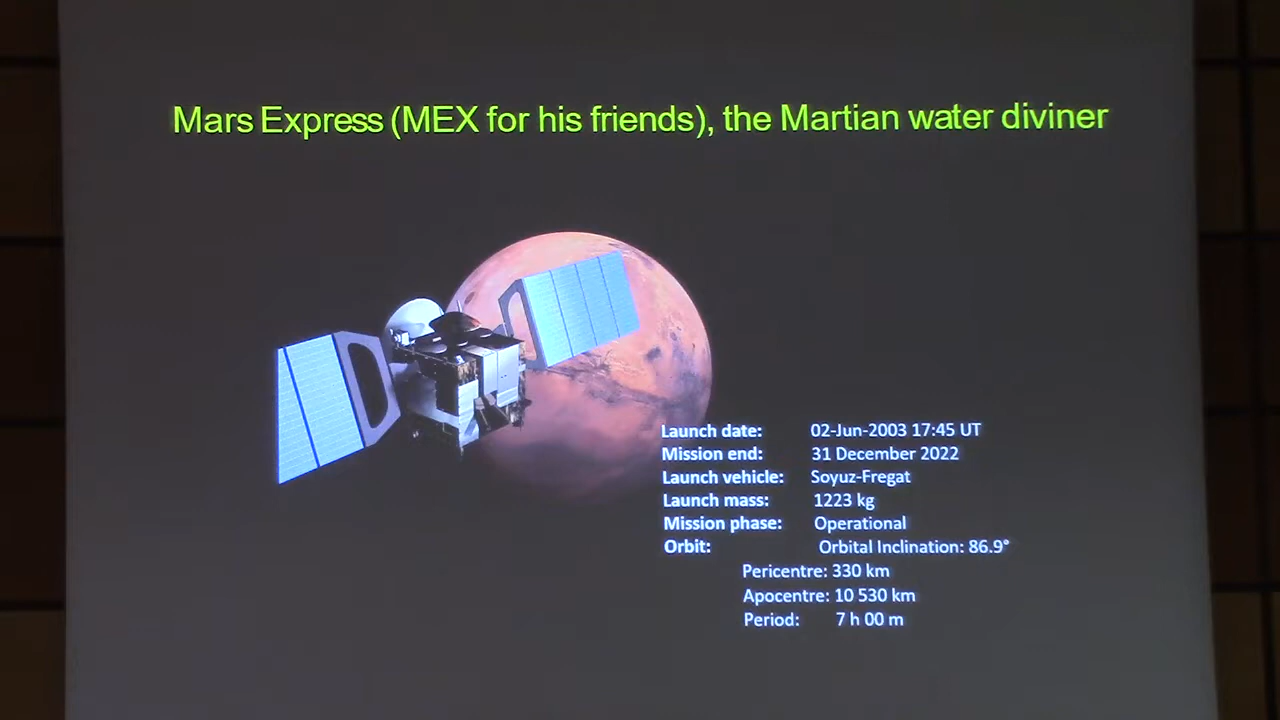 Mars Express (MEX for his friends), the Martian water diviner
Launch date: 02-Jun-2003 17:45 UT
Mission end: 31 December 2022
Launch vehicle: Soyuz-Fregat
Launch mass: 1223 kg
Mission phase: Operational
Orbit: Orbital Inclination: 86.9°
Pericentre: 330 km
Apocentre: 10 530 km
Period: 7 h 00 m